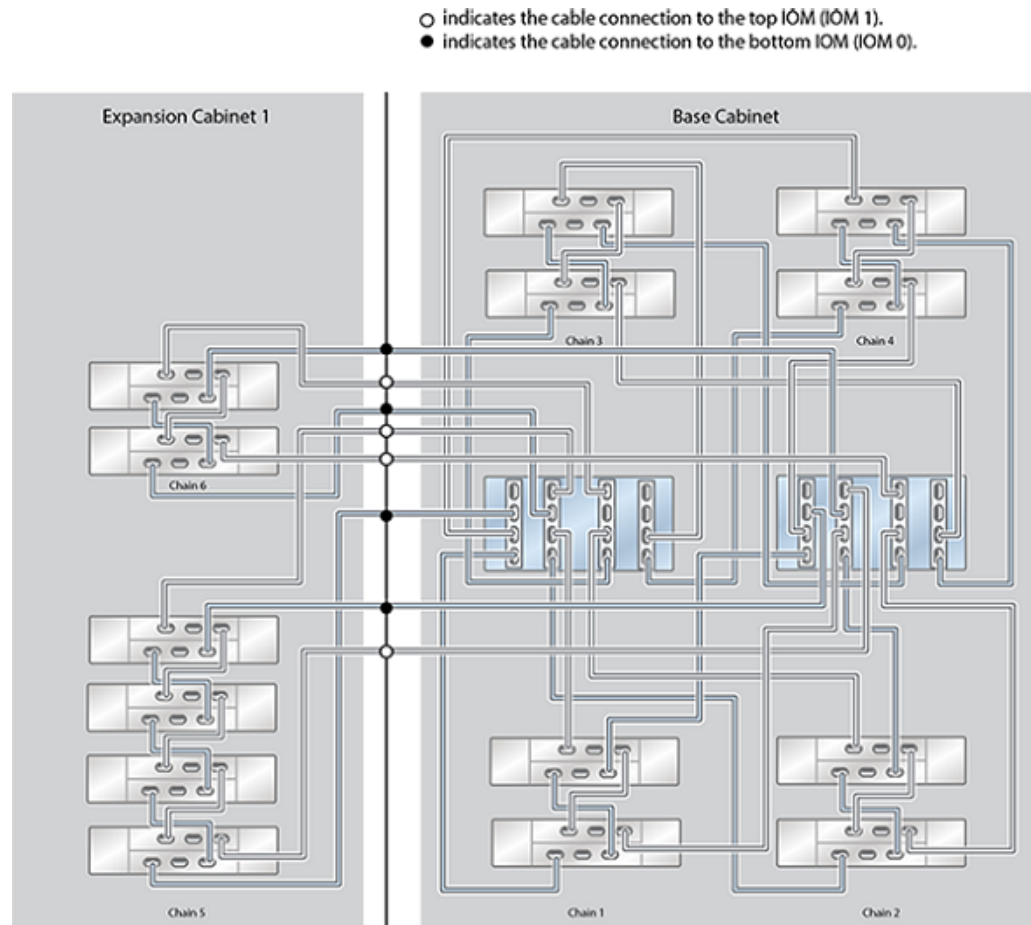 indicates the cable connection to the top IOM (IOM 1).
indicates the cable connection to the bottom IOM (IOM 0).
Expansion Cabinet 1
Base Cabinet
Chain 3
Chain 4
Chain 6
Chain 5
Chain 1
Chain 2